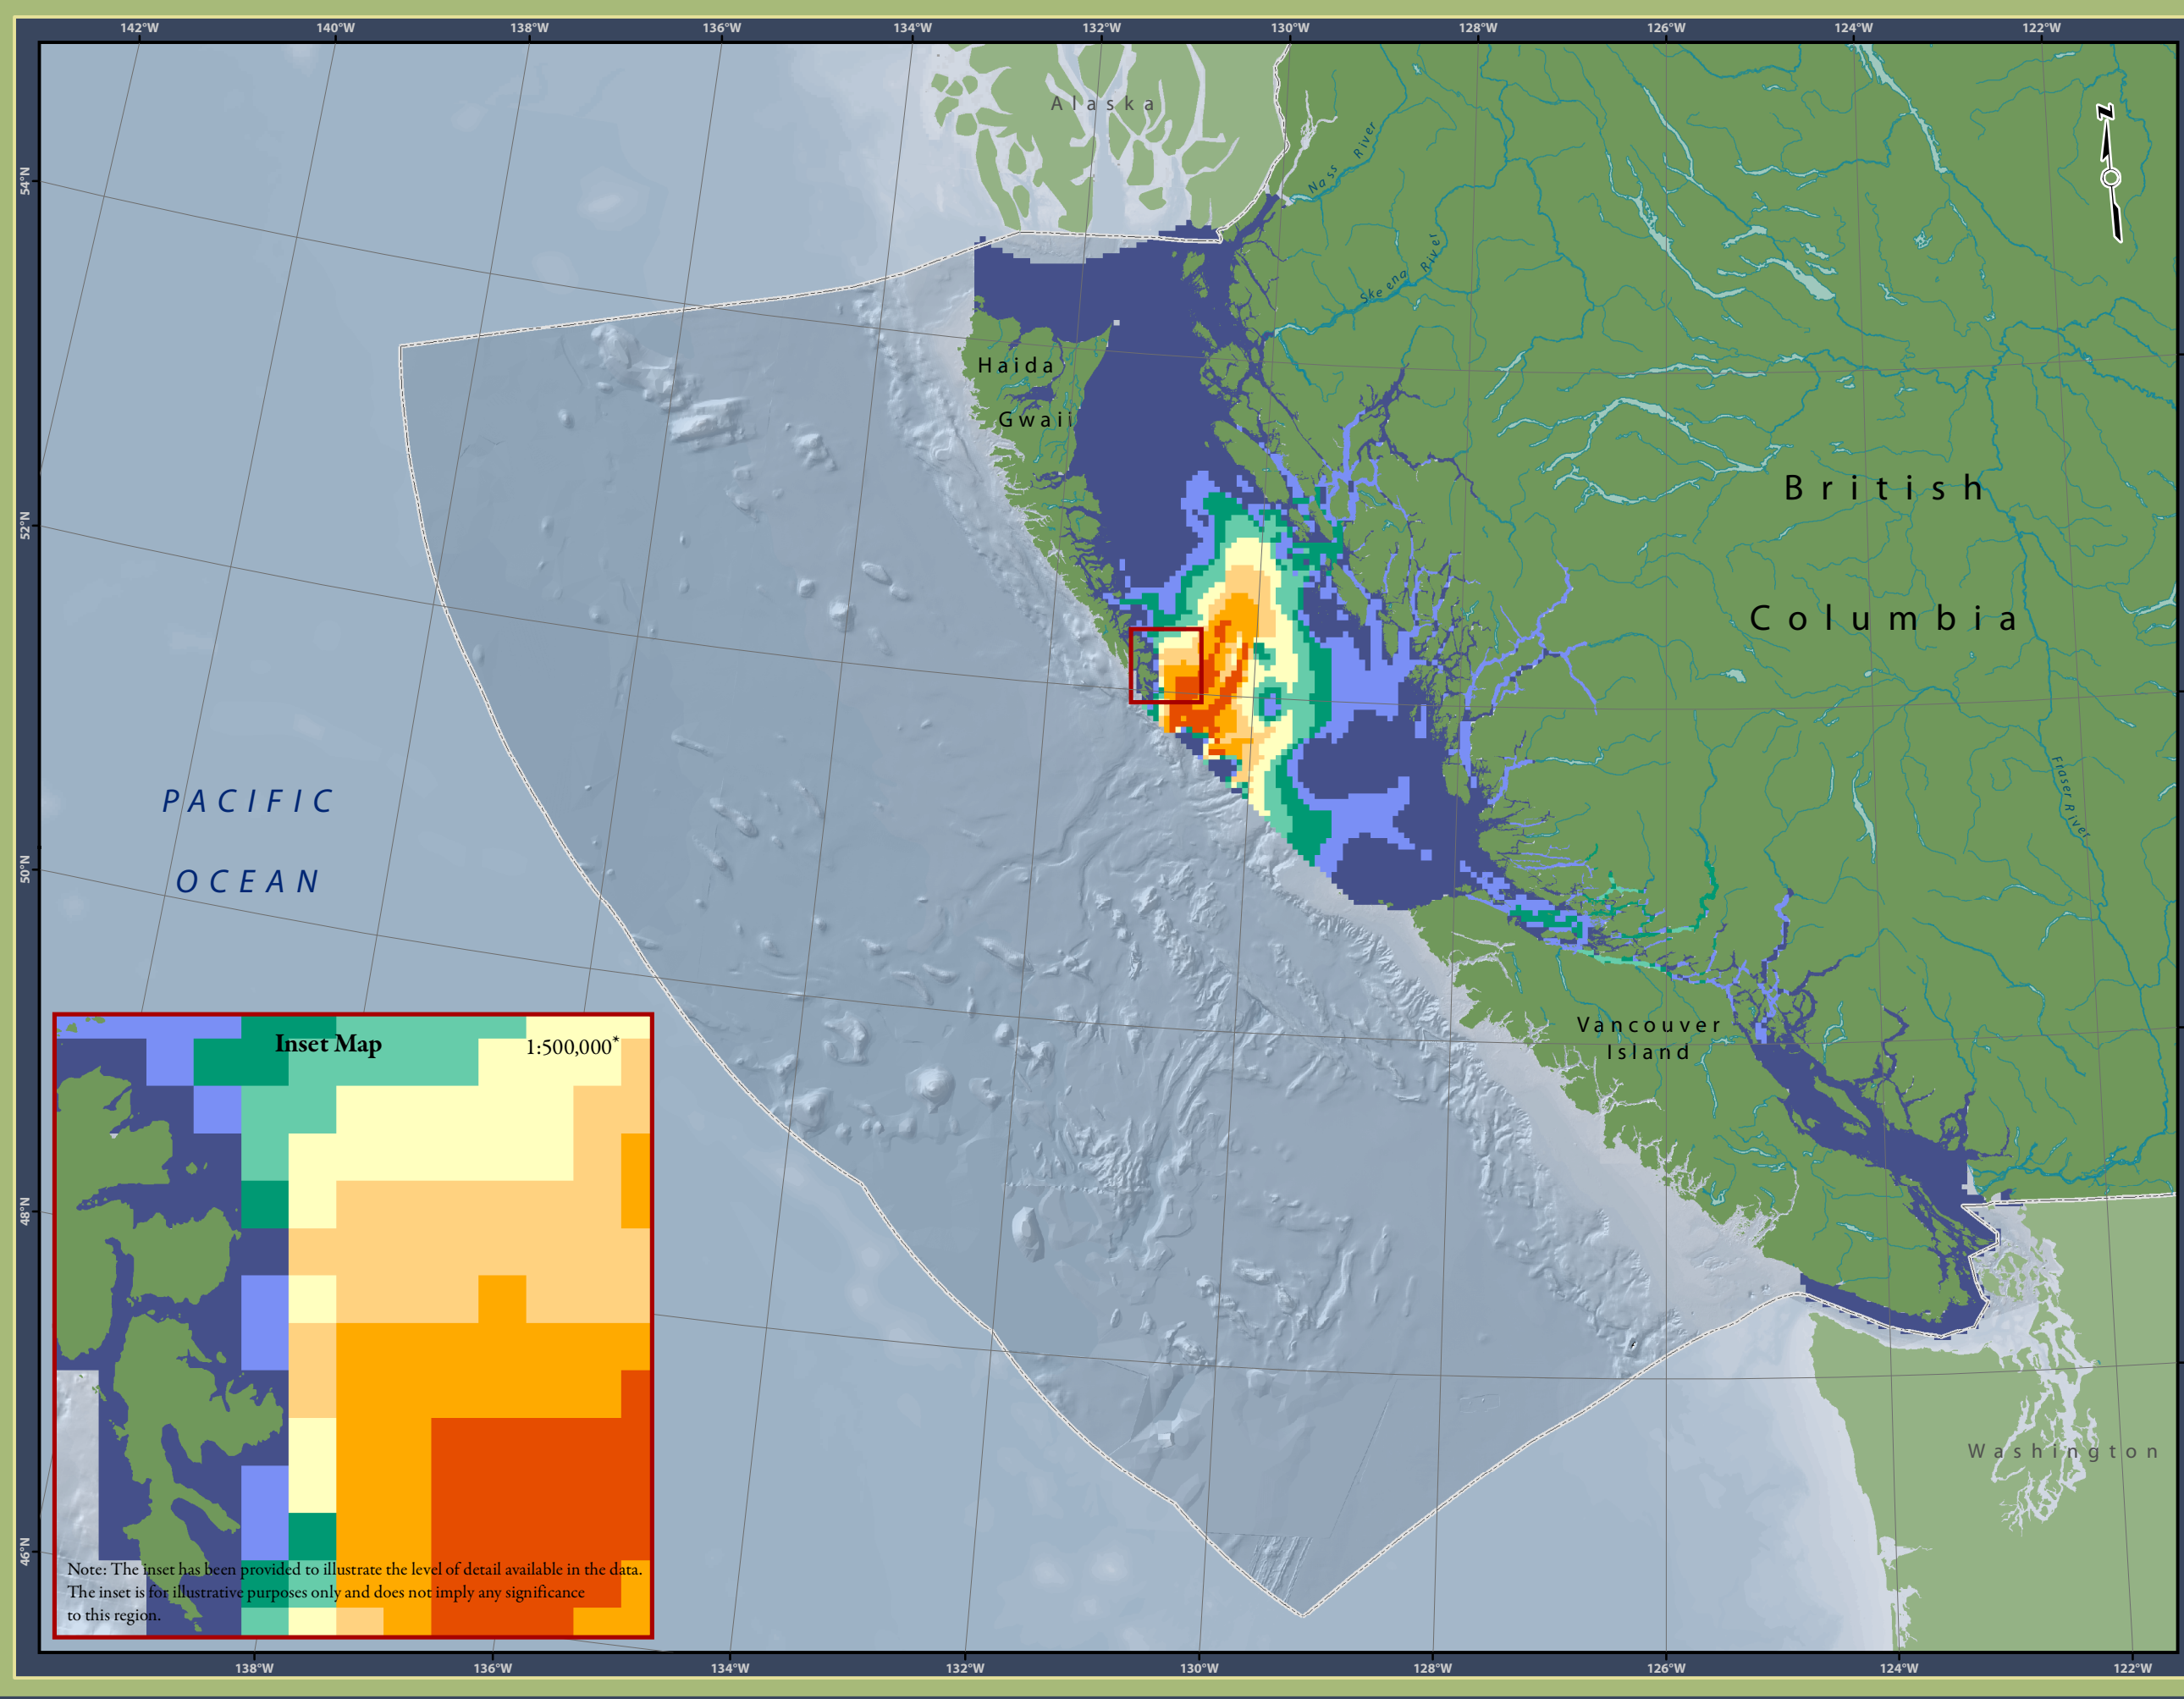 142°W 140°W 138°W 136°W 134°W 132°W 130°W 128°W 126°W 124°W 122°W
Alaska
N
Nass River
54°N
Skeena River
Haida
Gwaii
British
52°N
Columbia
PACIFIC
Fraser River
OCEAN
50°N
Vancouver
Island
Inset Map
1:500,000*
48°N
Washington
46°N
Note: The inset has been provided to illustrate the level of detail available in the data.
The inset is for illustrative purposes only and does not imply any significance
to this region.
138°W 136°W 134°W 132°W 130°W 128°W 126°W 124°W 122°W